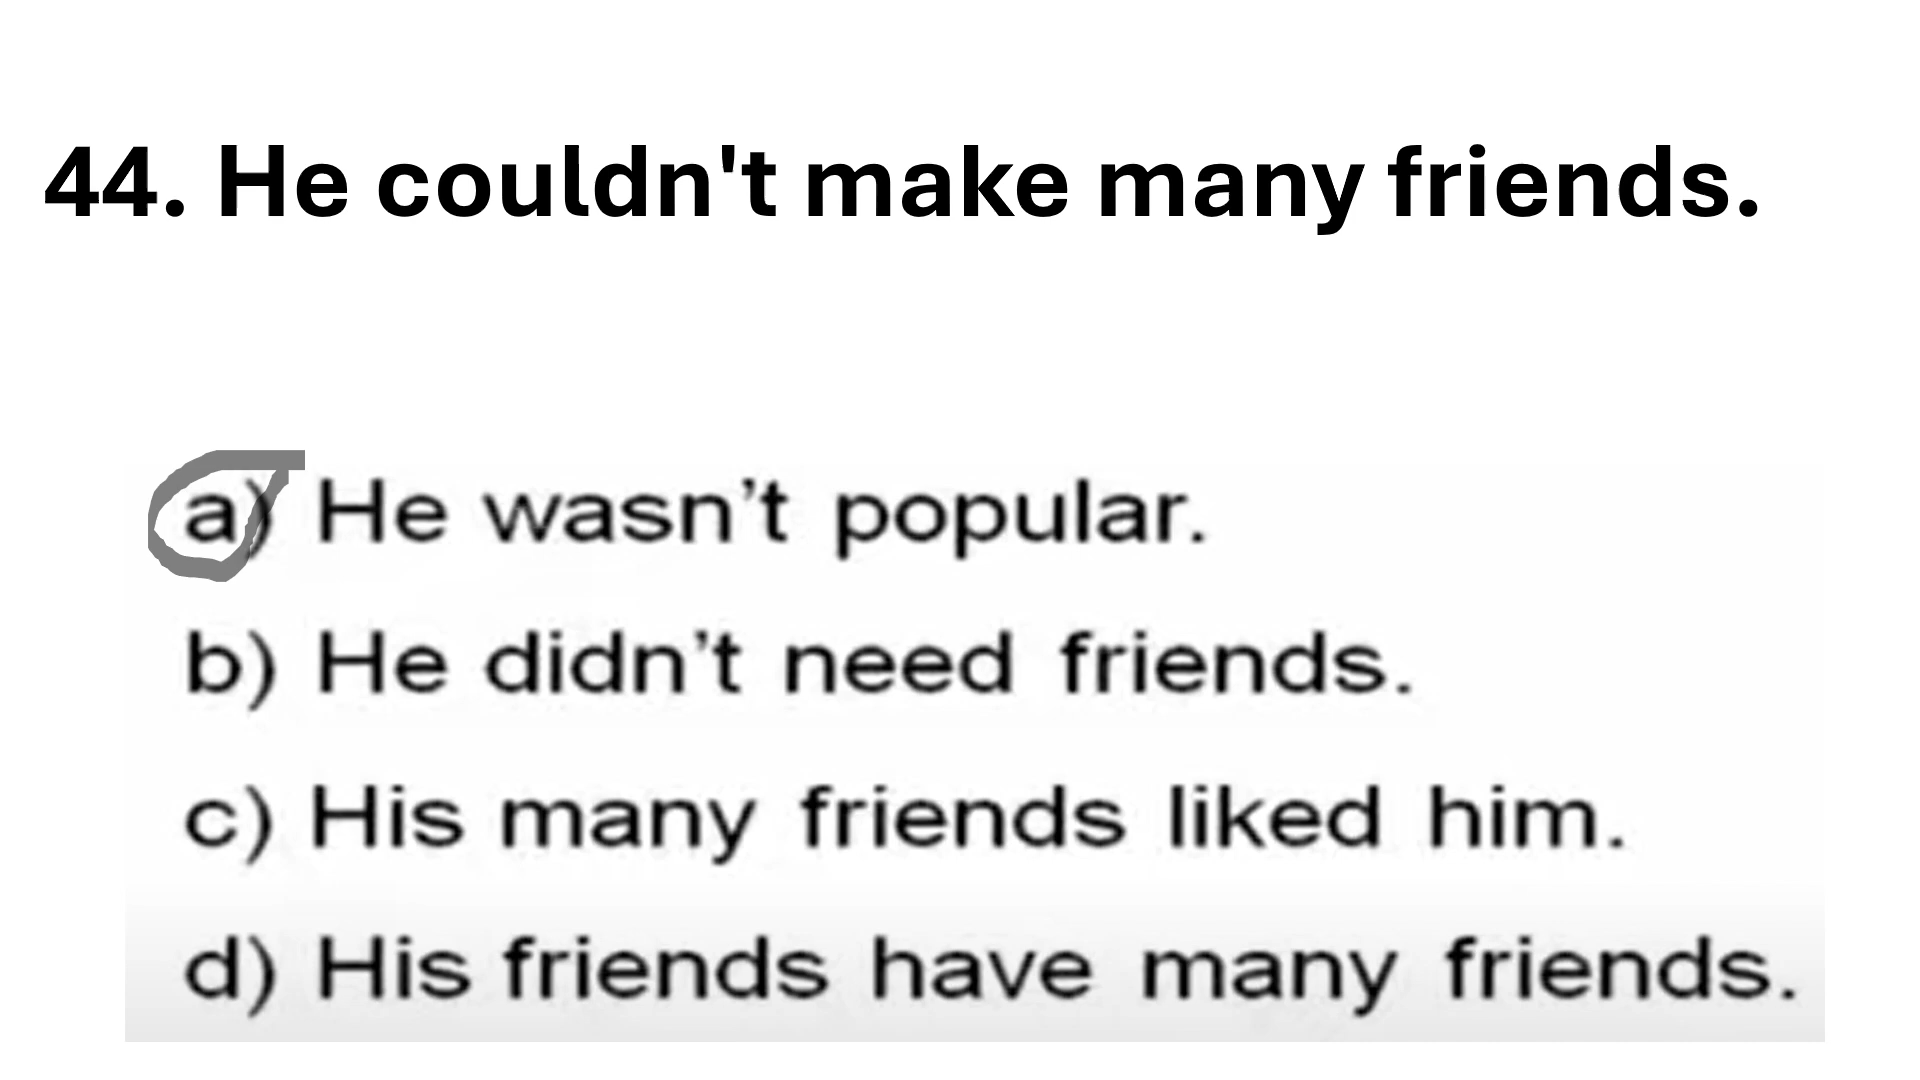 44. He couldn't make many friends.
a) He wasn’t popular.
b) He didn’t need friends.
c) His many friends liked him.
d) His friends have many friends.